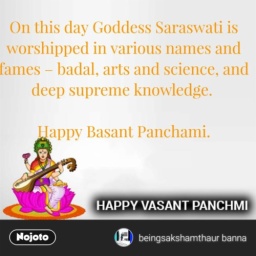 On this day Goddess Saraswati is
worshipped in various names and
fames – badal, arts and science, and
deep supreme knowledge.
Happy Basant Panchami.
HAPPY VASANT PANCHMI
Nojoto
beingsakshamthaur banna